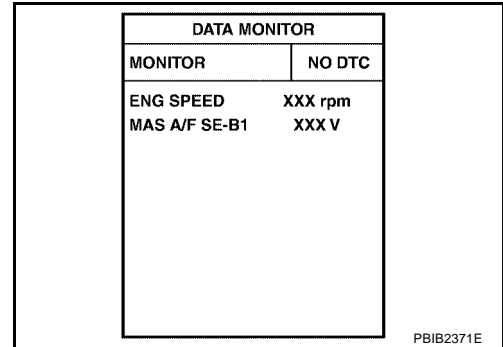 DATA MONITOR
MONITOR NO DTC
ENG SPEED XXX rpm
MAS A/F SE-B1 XXX V
PBIB2371E